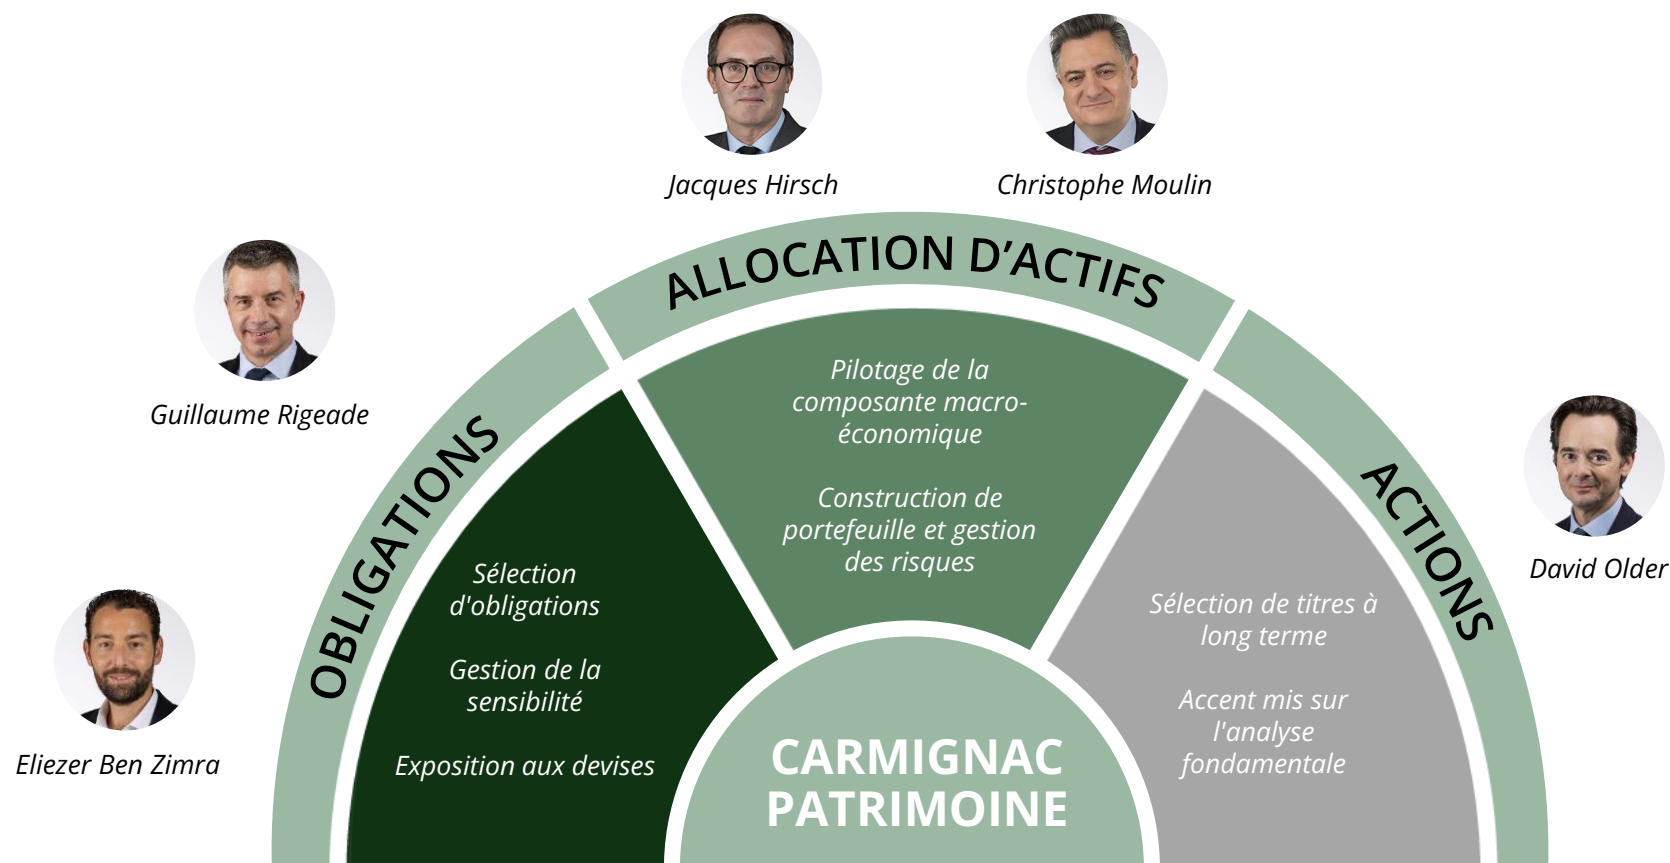 Jacques Hirsch
Christophe Moulin
Guillaume Rigeade
Eliezer Ben Zimra
David Older
OBLIGATIONS
ALLOCATION D’ACTIFS
ACTIONS
Sélection
d'obligations
Gestion de la
sensibilité
Exposition aux devises
Pilotage de la
composante macro-
économique
Construction de
portefeuille et gestion
des risques
Sélection de titres à
long terme
Accent mis sur
l'analyse
fondamentale
CARMIGNAC
PATRIMOINE